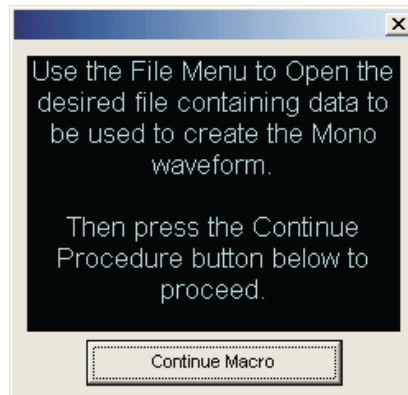 Use the File Menu to Open the
desired file containing data to
be used to create the Mono
waveform.
Then press the Continue
Procedure button below to
proceed.
Continue Macro